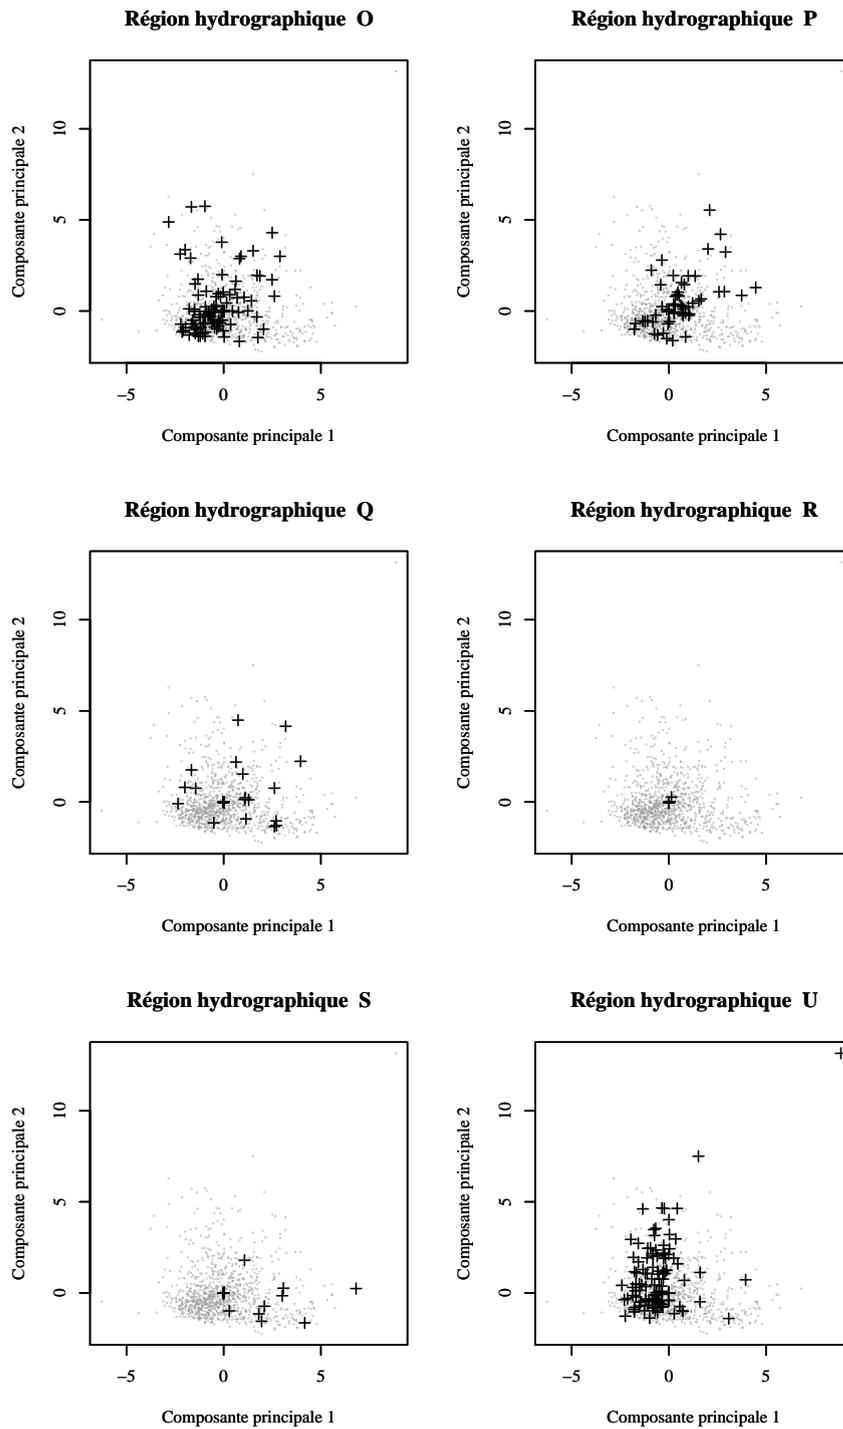 Région hydrographique O
Composante principale 2
10
5
0
−5 0 5
Composante principale 1
Région hydrographique P
Composante principale 2
10
5
0
−5 0 5
Composante principale 1
Région hydrographique Q
Composante principale 2
10
5
0
−5 0 5
Composante principale 1
Région hydrographique R
Composante principale 2
10
5
0
−5 0 5
Composante principale 1
Région hydrographique S
Composante principale 2
10
5
0
−5 0 5
Composante principale 1
Région hydrographique U
Composante principale 2
10
5
0
−5 0 5
Composante principale 1